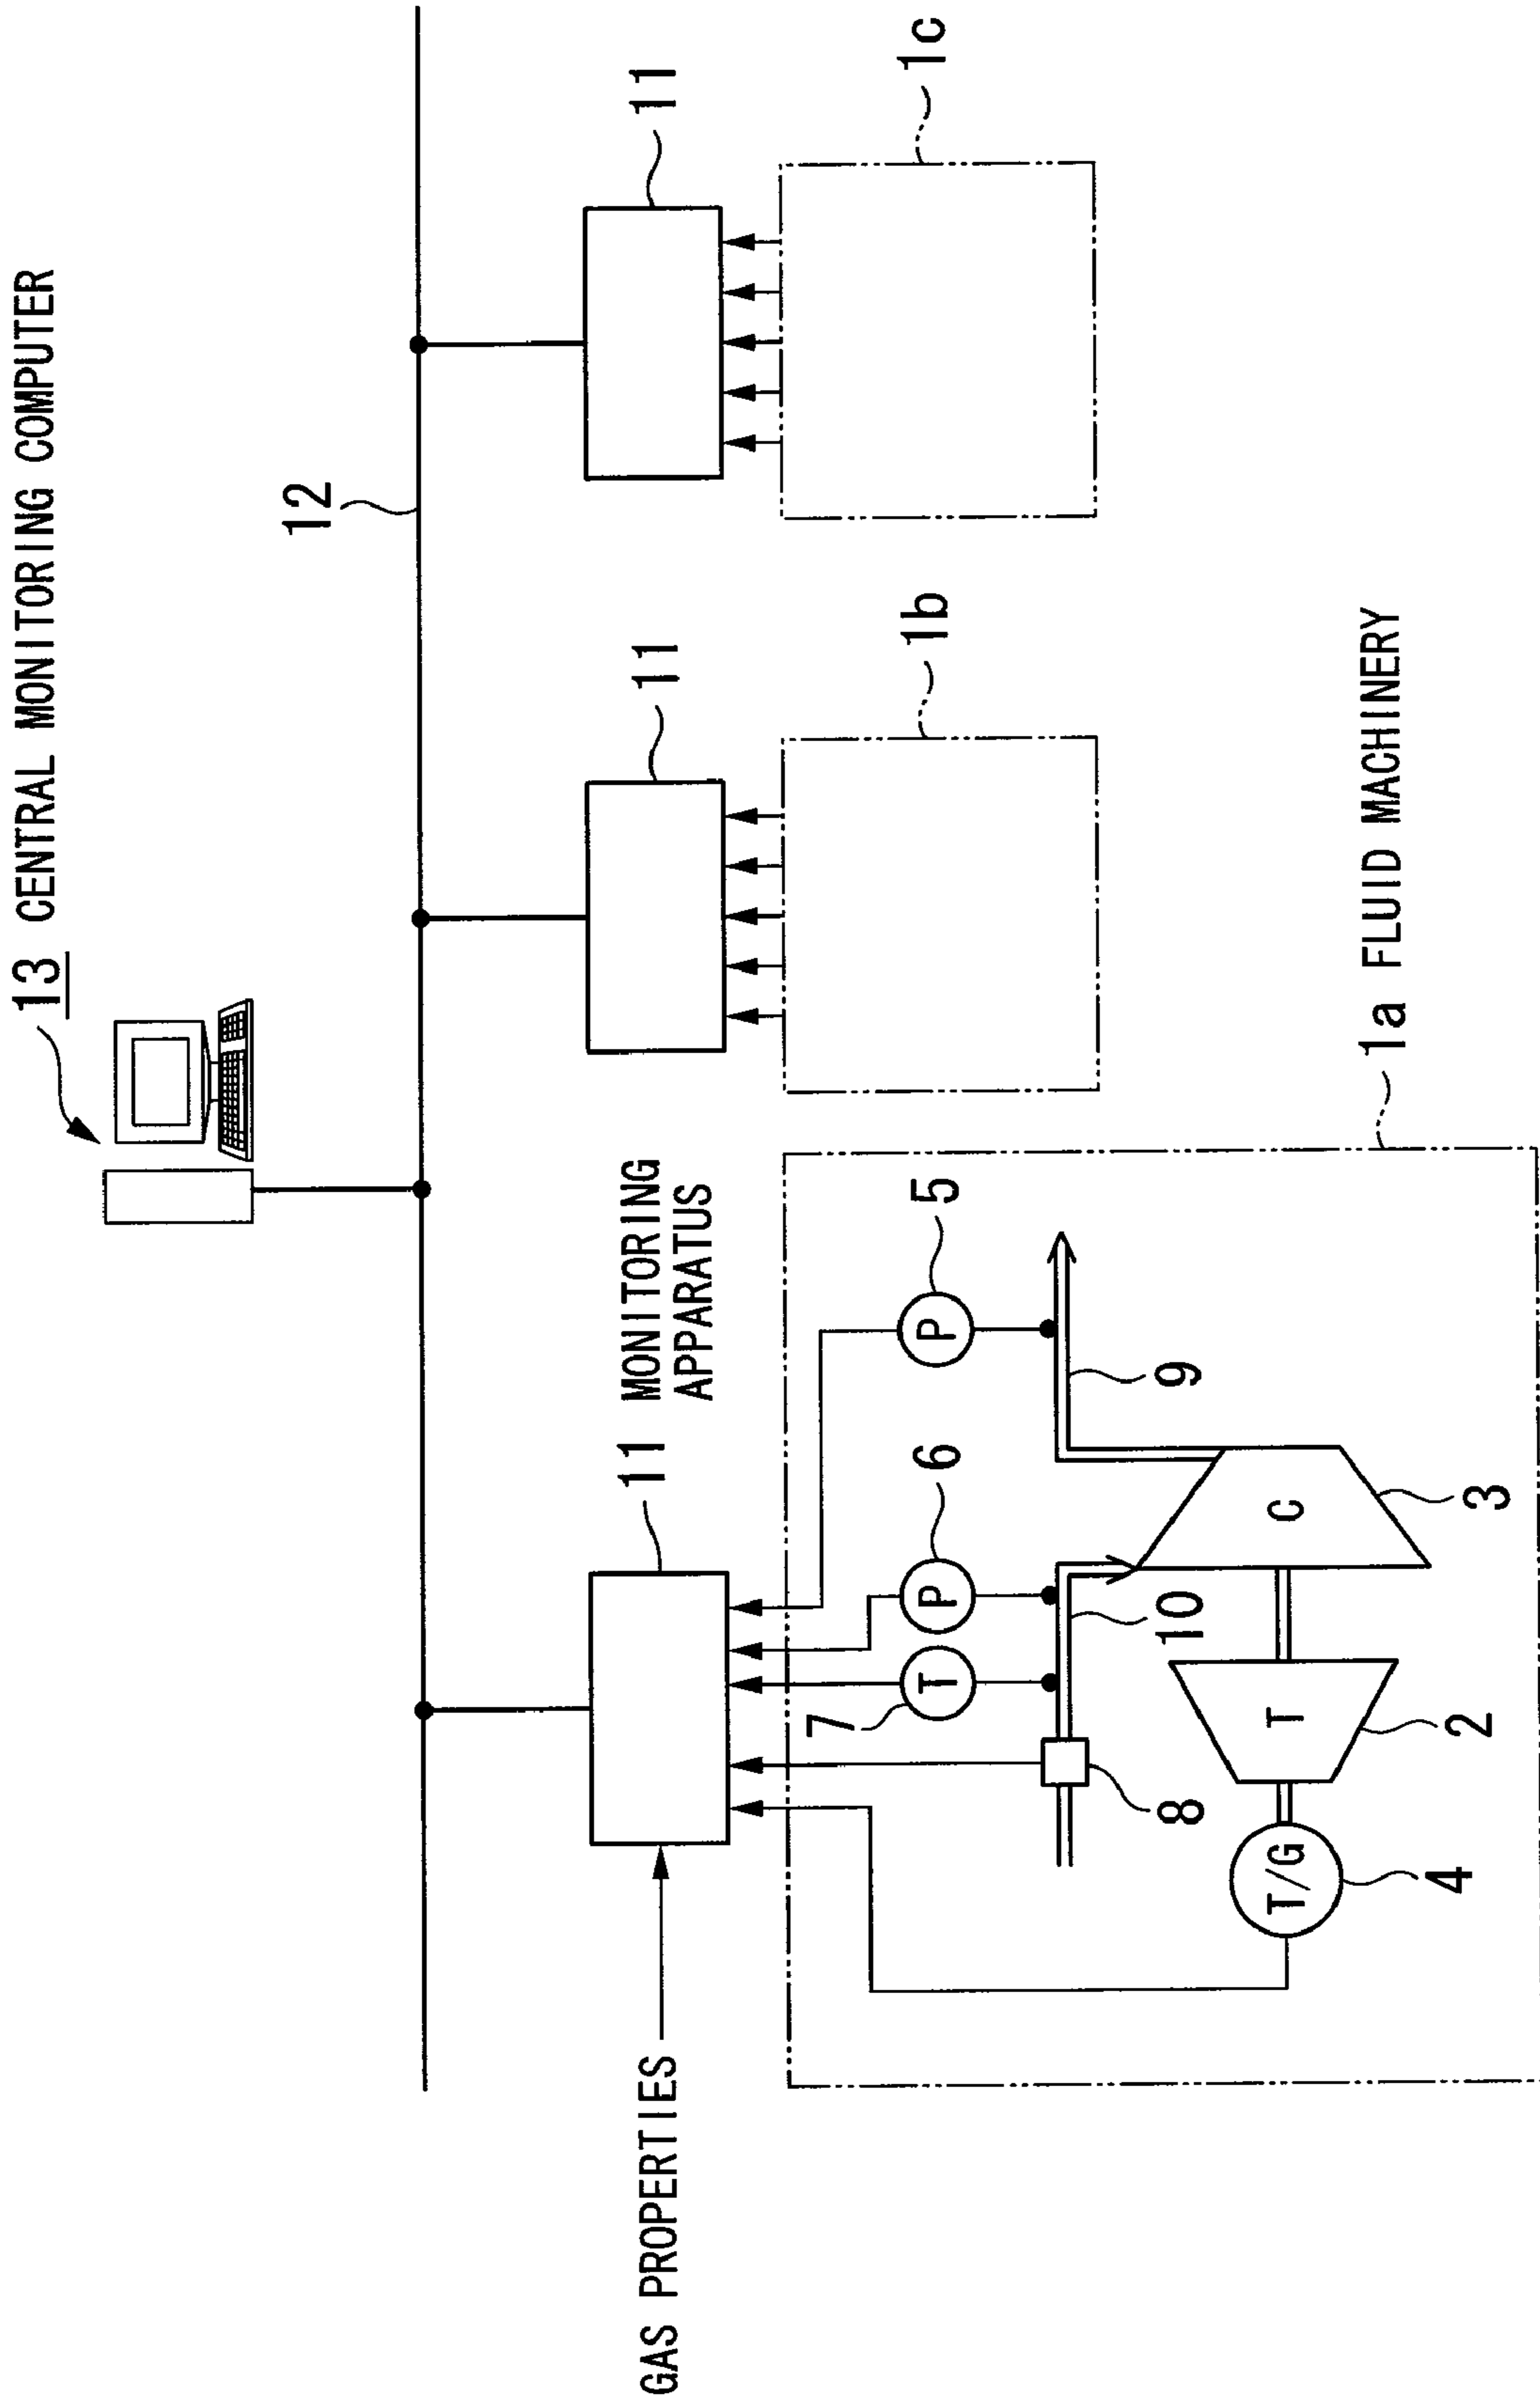 13 CENTRAL MONITORING COMPUTER
12
11
11
1c
1b
11 MONITORING
APPARATUS
GAS PROPERTIES
5
6
7
P
P
T
9
10
8
C
T
T/G
3
2
4
1a FLUID MACHINERY